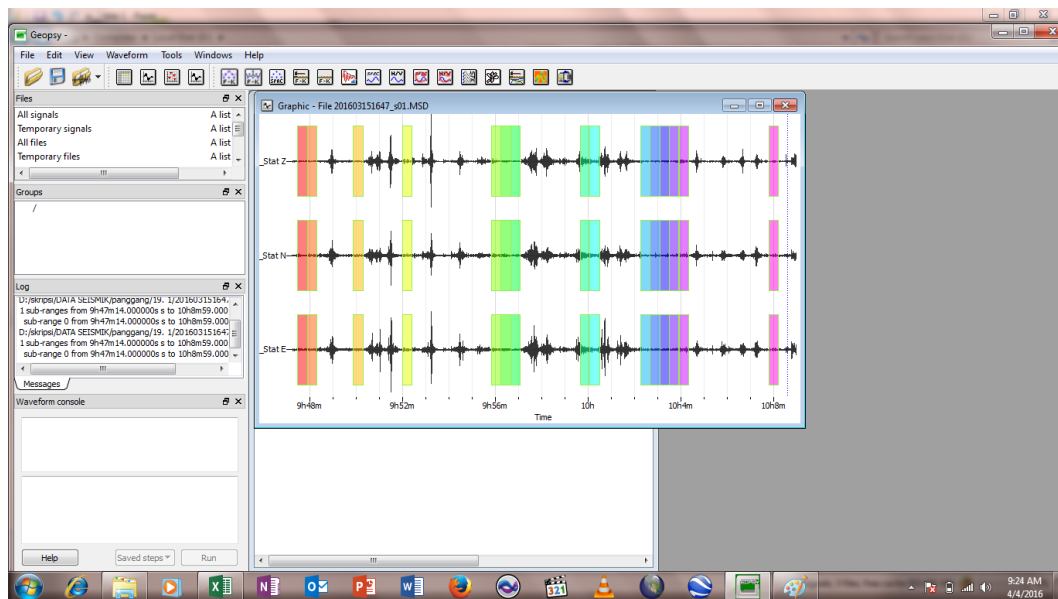 Geopsy -
File Edit View Waveform Tools Windows Help
Files
All signals A list
Temporary signals A list
All files A list
Temporary files A list
Groups
/
Log
D:/skripsi/DATA SEISMIK/panggang/19. 1/201603151647.
1 sub-ranges from 9h47m14.000000s s to 10h8m59.000
sub-range 0 from 9h47m14.000000s s to 10h8m59.000
D:/skripsi/DATA SEISMIK/panggang/19. 1/20160315164
1 sub-ranges from 9h47m14.000000s s to 10h8m59.000
sub-range 0 from 9h47m14.000000s s to 10h8m59.000
Messages
Waveform console
Help Saved steps Run
Graphic - File 201603151647_s01.MSD
_Stat Z
_Stat N
_Stat E
9h48m 9h52m 9h56m 10h 10h4m 10h8m
Time
321
9:24 AM
4/4/2016